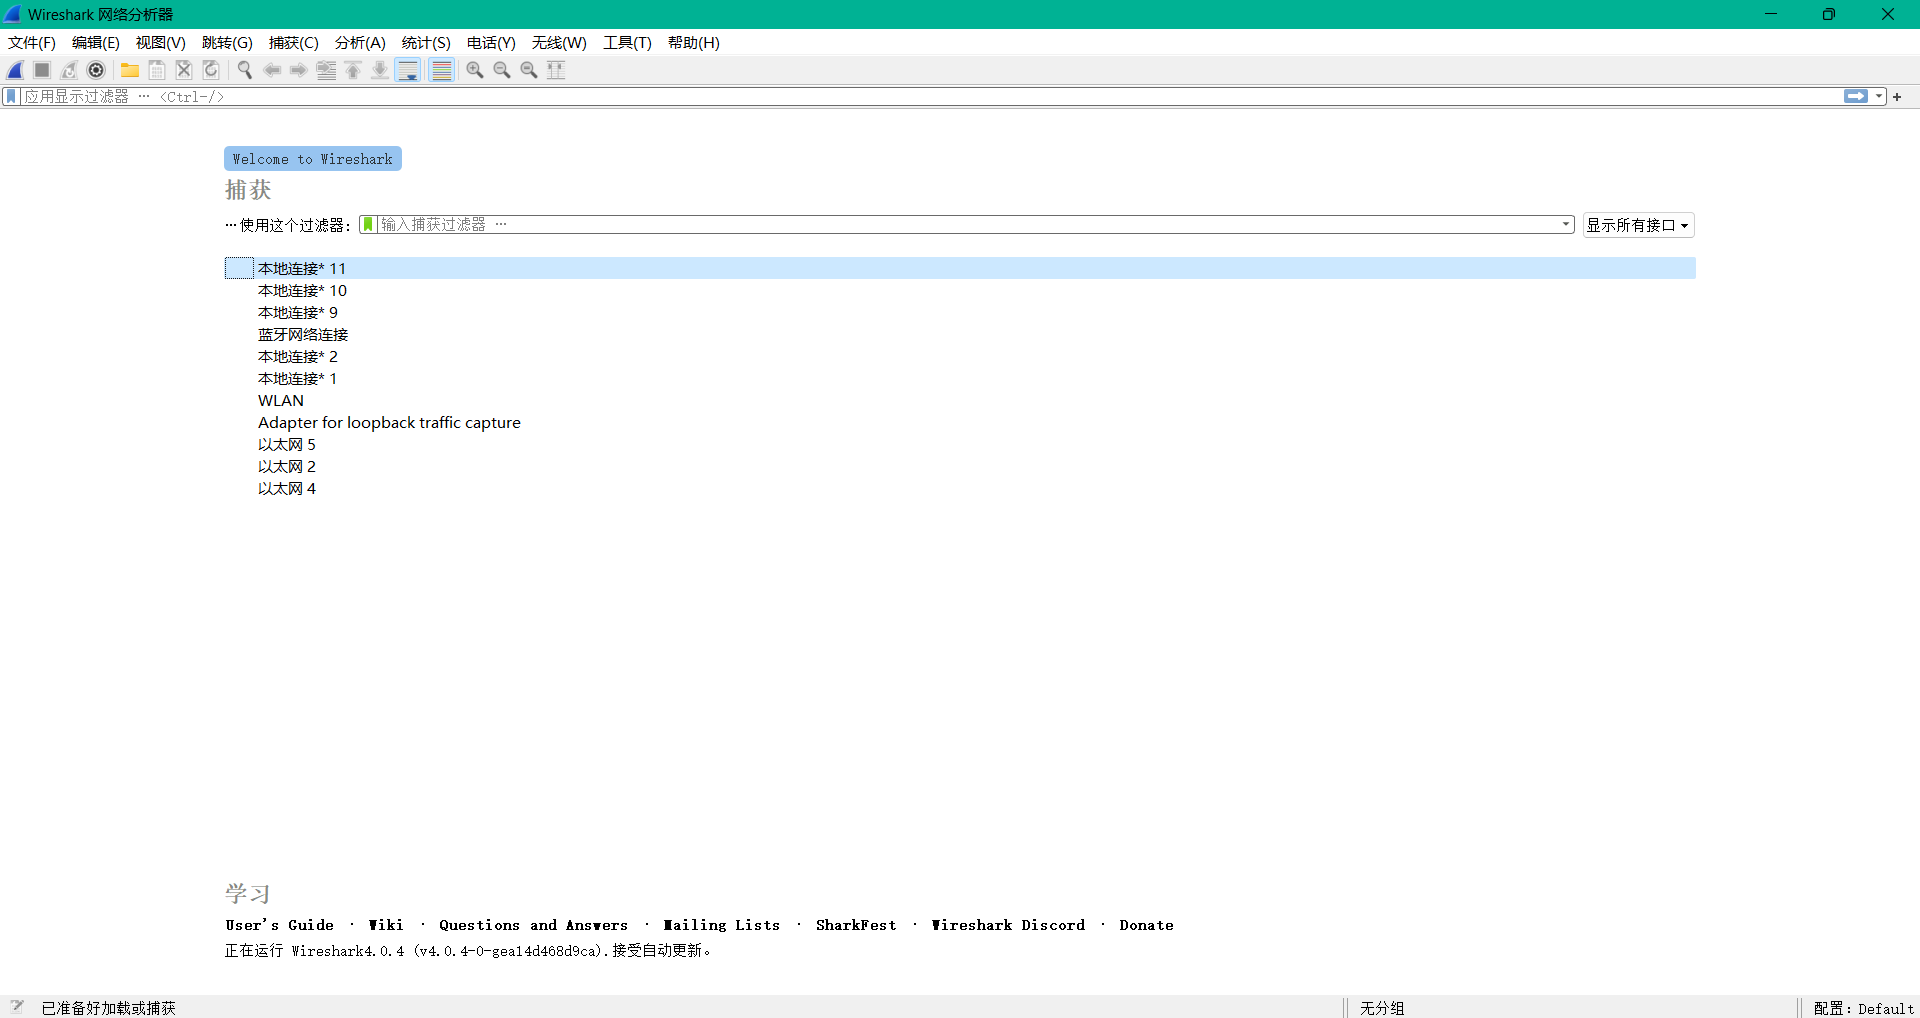 Wireshark 网络分析器
文件(F) 编辑(E) 视图(V) 跳转(G) 捕获(C) 分析(A) 统计(S) 电话(Y) 无线(W) 工具(T) 帮助(H)
应用显示过滤器 … <Ctrl-/>
Welcome to Wireshark
捕获
…使用这个过滤器: 输入捕获过滤器 … 显示所有接口
本地连接* 11
本地连接* 10
本地连接* 9
蓝牙网络连接
本地连接* 2
本地连接* 1
WLAN
Adapter for loopback traffic capture
以太网 5
以太网 2
以太网 4
学习
User's Guide · Wiki · Questions and Answers · Mailing Lists · SharkFest · Wireshark Discord · Donate
正在运行 Wireshark4.0.4 (v4.0.4-0-gea14d468d9ca).接受自动更新。
已准备好加载或捕获 无分组 配置: Default